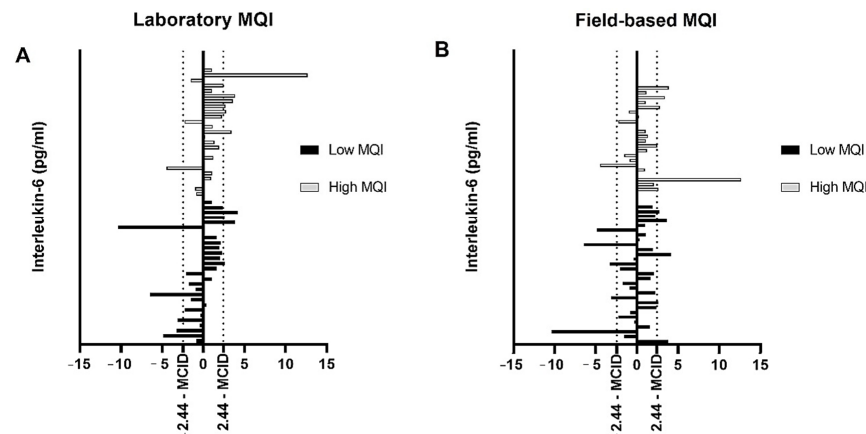 Laboratory MQI
Field-based MQI
A
B
Interleukin-6 (pg/ml)
Low MQI
High MQI
Interleukin-6 (pg/ml)
Low MQI
High MQI
-15 -10 -5 0 5 10 15
-2.44 - MCID
2.44 - MCID
-15 -10 -5 0 5 10 15
-2.44 - MCID
2.44 - MCID